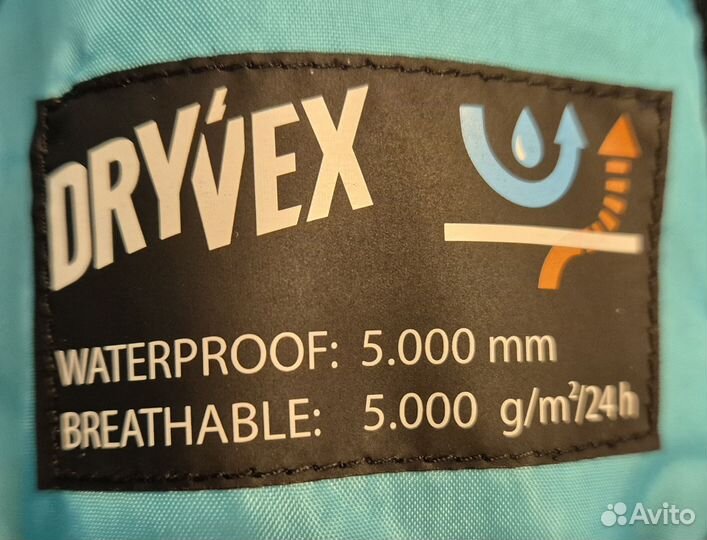 DRYVEX
WATERPROOF: 5.000 mm
BREATHABLE: 5.000 g/m²/24h
Avito